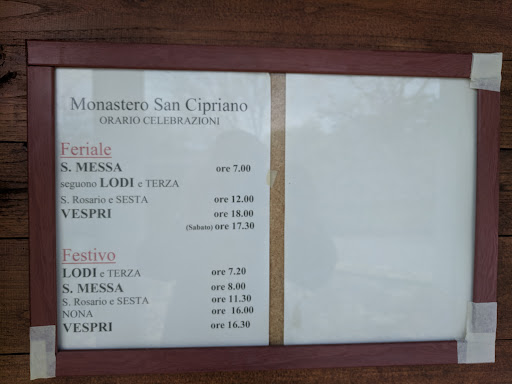 Monastero San Cipriano
ORARIO CELEBRAZIONI
Feriale
S. MESSA ore 7.00
seguono LODI e TERZA
S. Rosario e SESTA ore 12.00
VESPRI ore 18.00
(Sabato) ore 17.30
Festivo
LODI e TERZA ore 7.20
S. MESSA ore 8.00
S. Rosario e SESTA ore 11.30
NONA ore 16.00
VESPRI ore 16.30